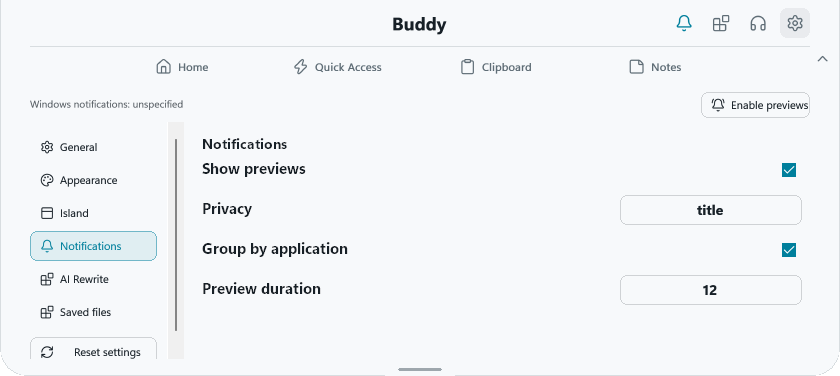 Buddy
Home Quick Access Clipboard Notes
Windows notifications: unspecified Enable previews
General
Appearance
Island
Notifications
AI Rewrite
Saved files
Reset settings
Notifications
Show previews
Privacy title
Group by application
Preview duration 12